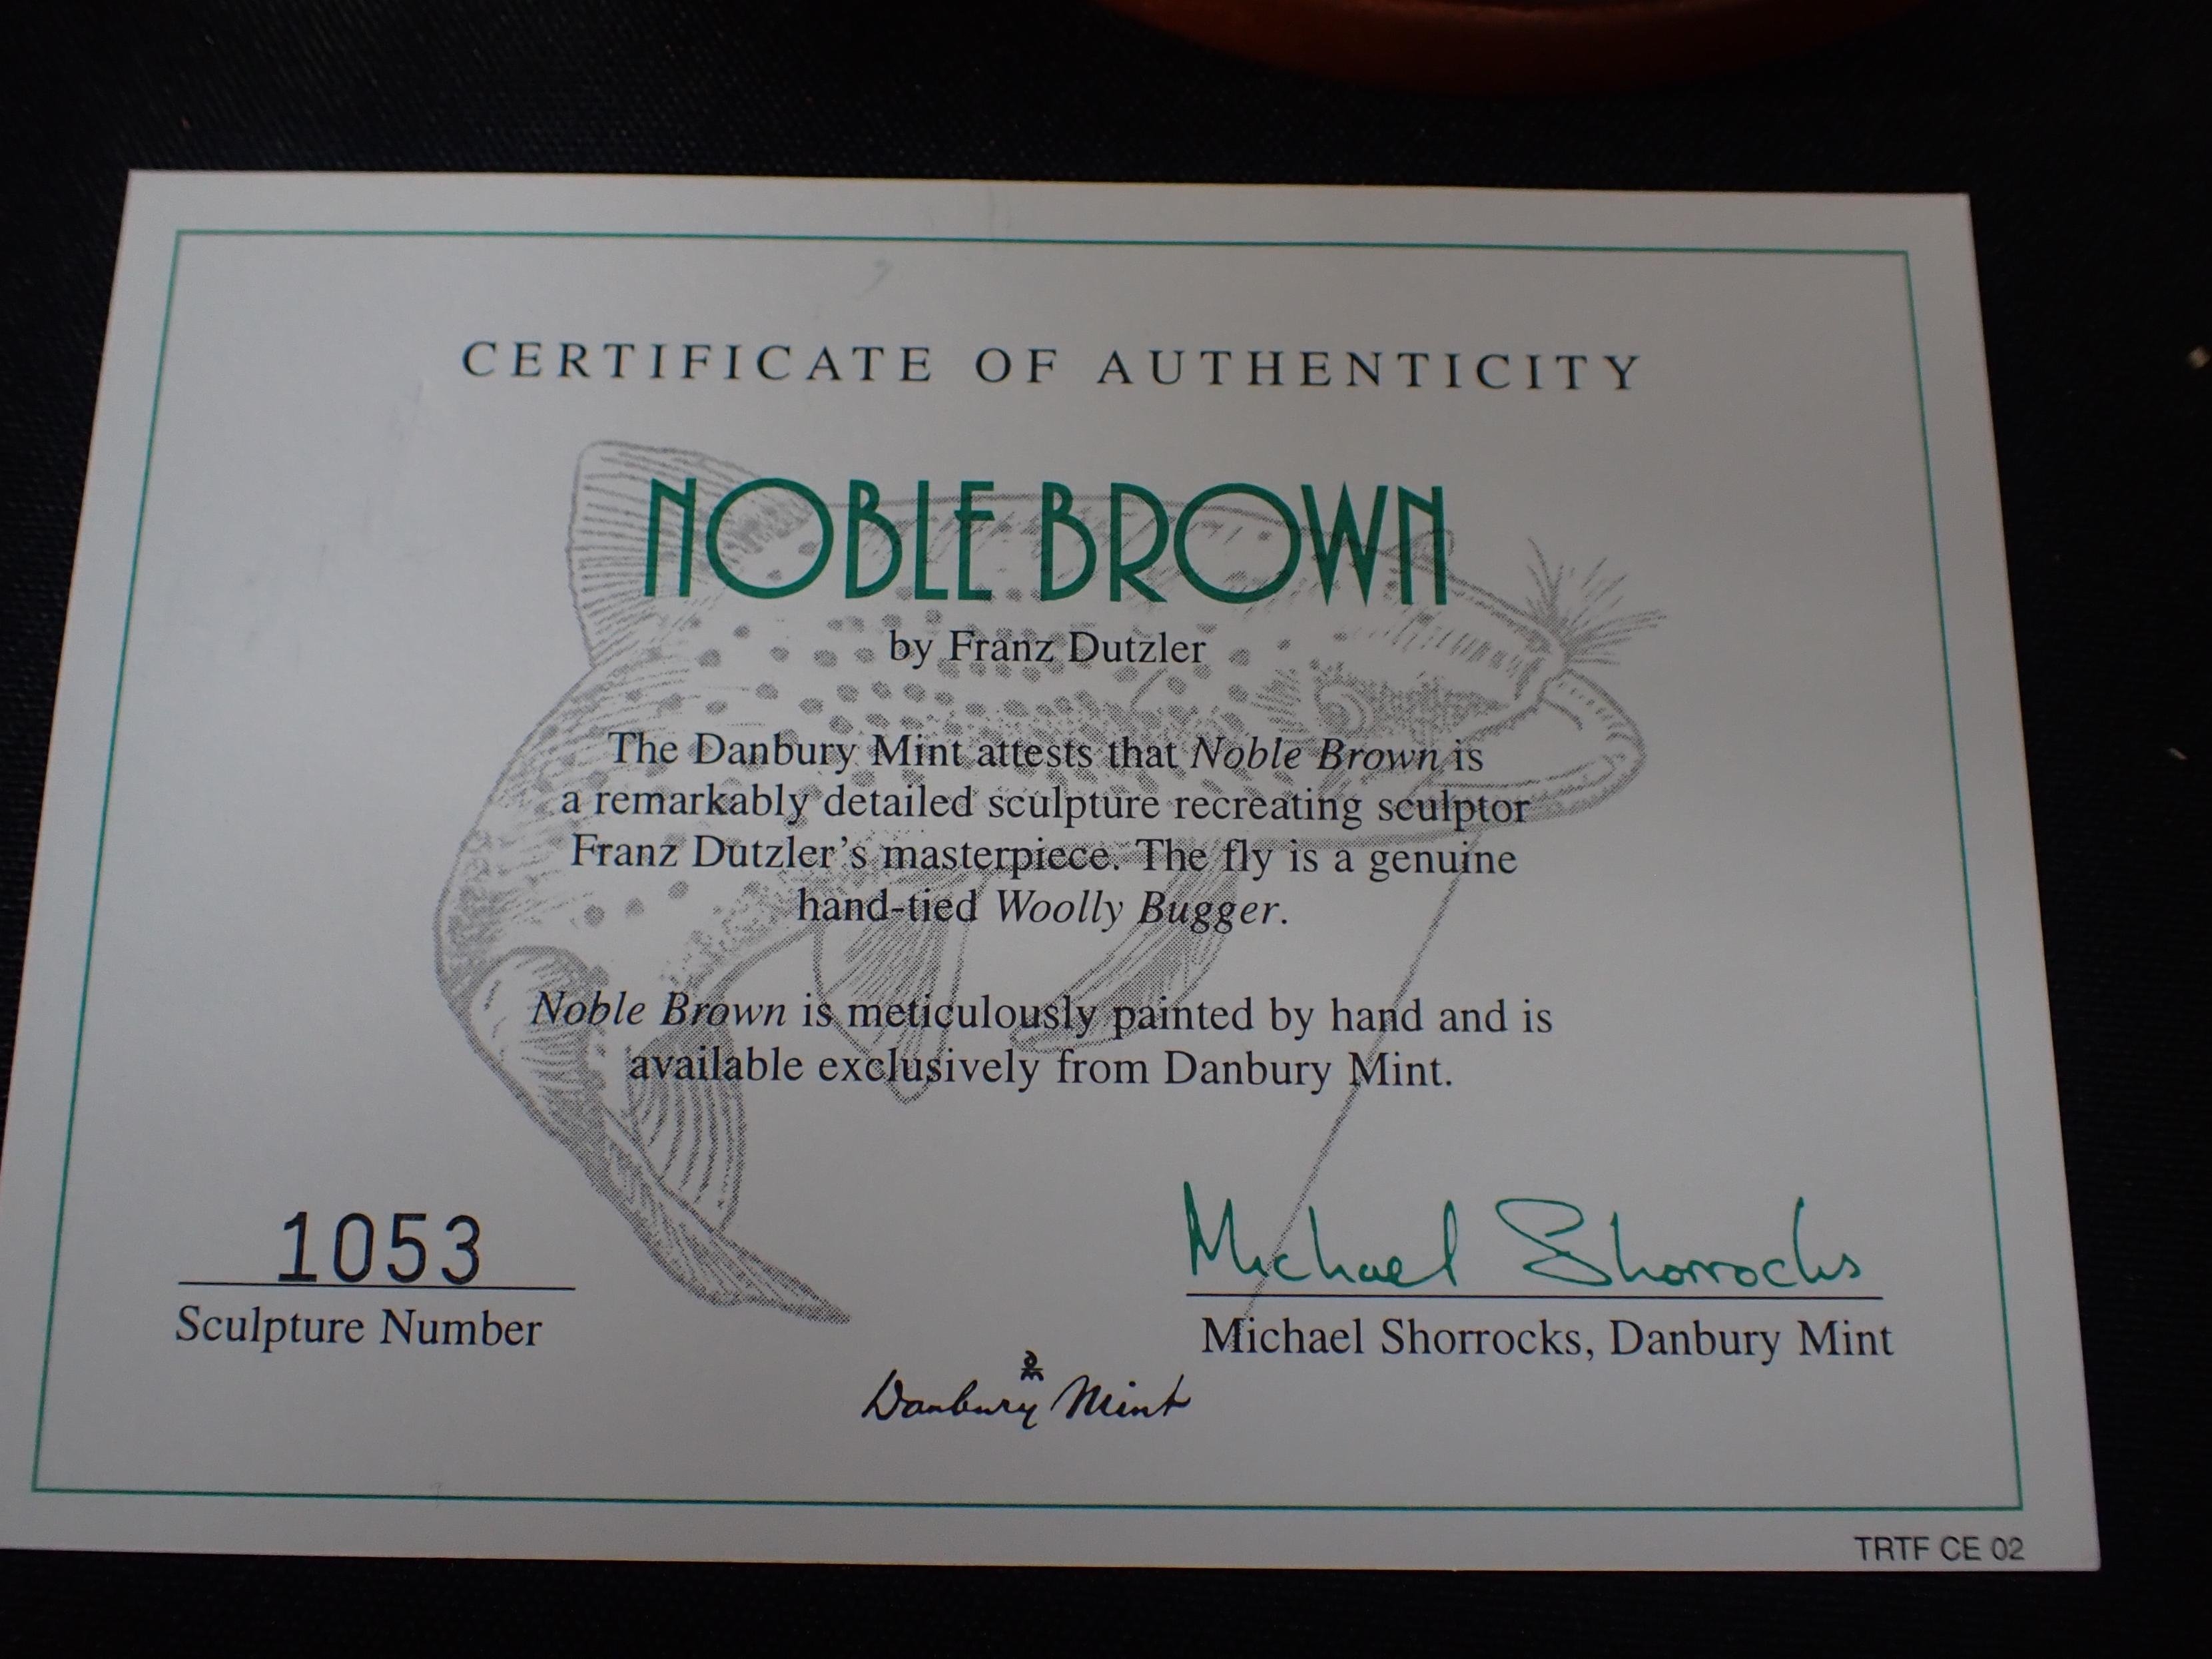 CERTIFICATE OF AUTHENTICITY
NOBLE BROWN
by Franz Dutzler
The Danbury Mint attests that Noble Brown is
a remarkably detailed sculpture recreating sculptor
Franz Dutzler's masterpiece. The fly is a genuine
hand-tied Woolly Bugger.
Noble Brown is meticulously painted by hand and is
available exclusively from Danbury Mint.
1053
Sculpture Number
Michael Shorrocks
Michael Shorrocks, Danbury Mint
Danbury Mint
TRTF CE 02